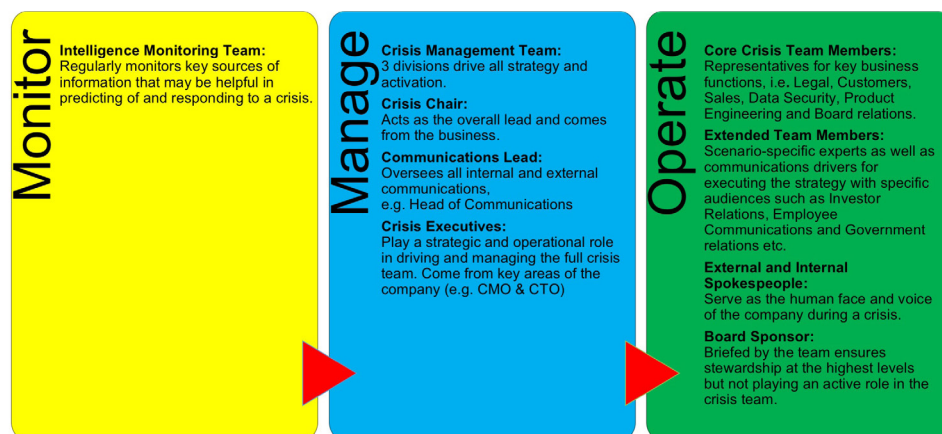 Monitor
Intelligence Monitoring Team:
Regularly monitors key sources of
information that may be helpful in
predicting of and responding to a crisis.
Manage
Crisis Management Team:
3 divisions drive all strategy and
activation.
Crisis Chair:
Acts as the overall lead and comes
from the business.
Communications Lead:
Oversees all internal and external
communications,
e.g. Head of Communications
Crisis Executives:
Play a strategic and operational role
in driving and managing the full crisis
team. Come from key areas of the
company (e.g. CMO & CTO)
Operate
Core Crisis Team Members:
Representatives for key business
functions, i.e. Legal, Customers,
Sales, Data Security, Product
Engineering and Board relations.
Extended Team Members:
Scenario-specific experts as well as
communications drivers for
executing the strategy with specific
audiences such as Investor
Relations, Employee
Communications and Government
relations etc.
External and Internal
Spokespeople:
Serve as the human face and voice
of the company during a crisis.
Board Sponsor:
Briefed by the team ensures
stewardship at the highest levels
but not playing an active role in the
crisis team.